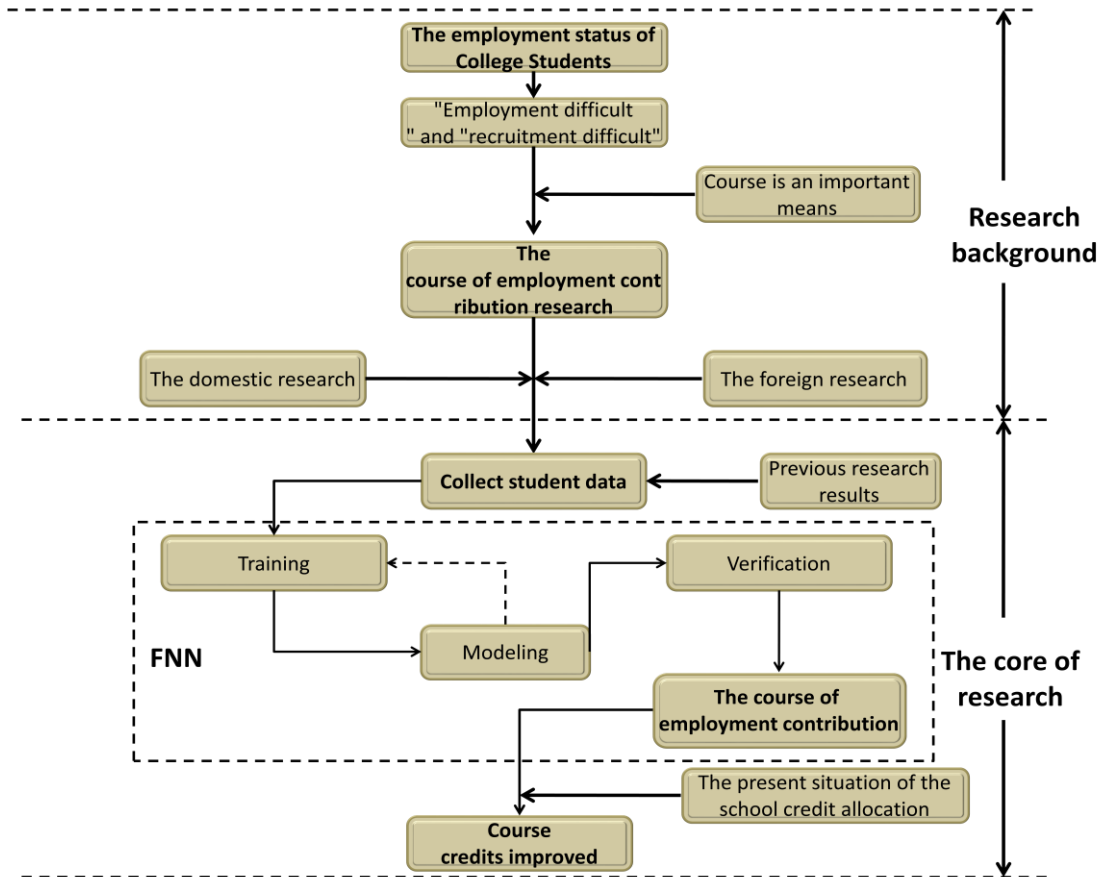 The employment status of
College Students
"Employment difficult
" and "recruitment difficult"
Course is an important
means
Research
background
The
course of employment cont
ribution research
The domestic research
The foreign research
Collect student data
Previous research
results
Training
Verification
FNN
Modeling
The core of
research
The course of
employment contribution
The present situation of the
school credit allocation
Course
credits improved